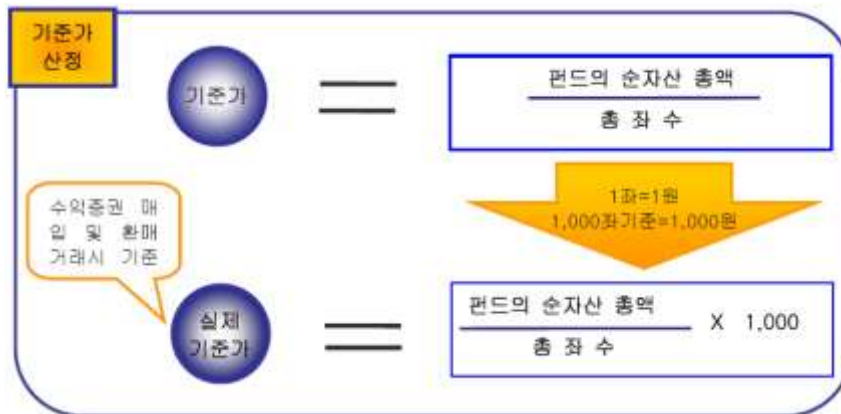 기준가
산정
기준가
펀드의 순자산 총액
총 좌 수
1좌=1원
1,000좌기준=1,000원
수익증권 매
입 및 환매
거래시 기준
실제
기준가
펀드의 순자산 총액
총 좌 수
X 1,000